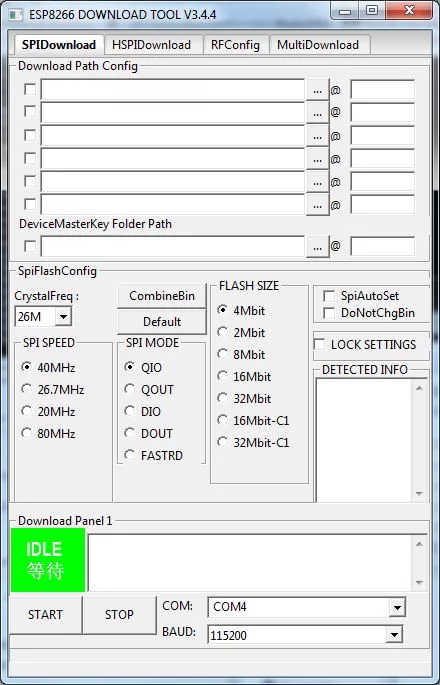 ESP8266 DOWNLOAD TOOL V3.4.4
SPIDownload HSPIDownload RFConfig MultiDownload
Download Path Config
... @
... @
... @
... @
... @
... @
DeviceMasterKey Folder Path
... @
SpiFlashConfig
CrystalFreq :
26M
CombineBin
Default
SPI SPEED
40MHz
26.7MHz
20MHz
80MHz
SPI MODE
QIO
QOUT
DIO
DOUT
FASTRD
FLASH SIZE
4Mbit
2Mbit
8Mbit
16Mbit
32Mbit
16Mbit-C1
32Mbit-C1
SpiAutoSet
DoNotChgBin
LOCK SETTINGS
DETECTED INFO
Download Panel 1
IDLE
等待
START STOP
COM: COM4
BAUD: 115200